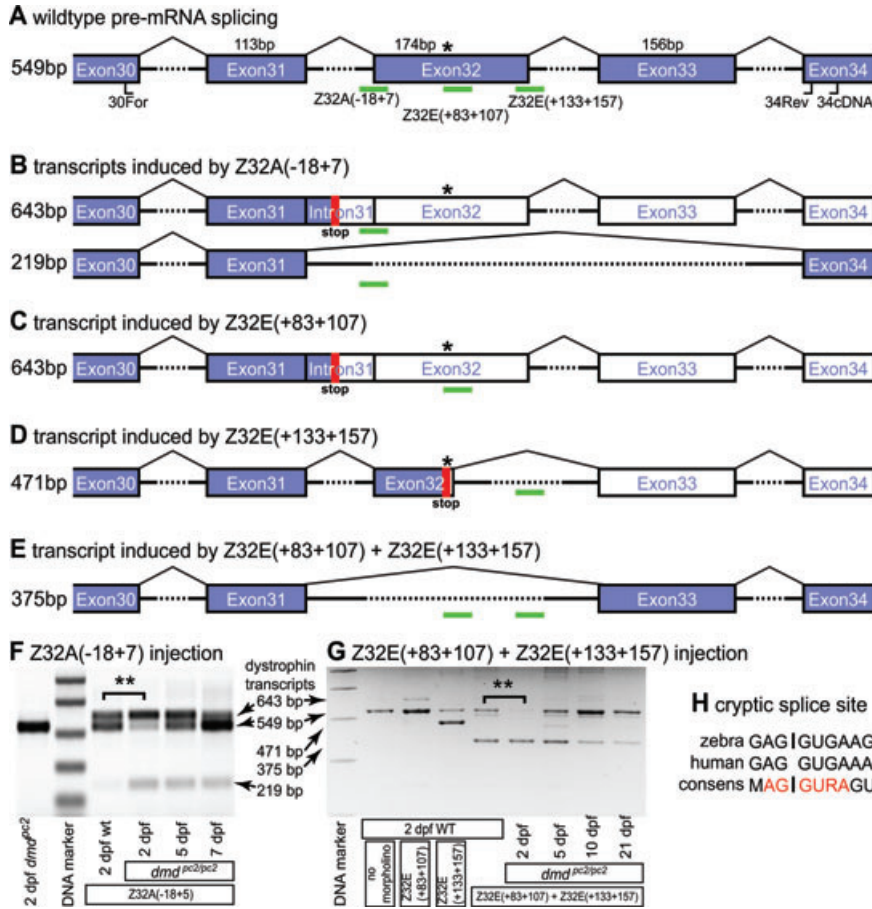 A wildtype pre-mRNA splicing
113bp 174bp * 156bp
549bp Exon30 Exon31 Exon32 Exon33 Exon34
30For Z32A(-18+7) Z32E(+83+107) Z32E(+133+157) 34Rev 34cDNA
B transcripts induced by Z32A(-18+7)
*
643bp Exon30 Exon31 Intron31 Exon32 Exon33 Exon34
stop
219bp Exon30 Exon31 Exon34
C transcript induced by Z32E(+83+107)
*
643bp Exon30 Exon31 Intron31 Exon32 Exon33 Exon34
stop
D transcript induced by Z32E(+133+157)
*
471bp Exon30 Exon31 Exon32 Exon33 Exon34
stop
E transcript induced by Z32E(+83+107) + Z32E(+133+157)
375bp Exon30 Exon31 Exon33 Exon34
F Z32A(-18+7) injection
**
2 dpf dmdpc2
DNA marker
2 dpf wt
2 dpf
5 dpf
7 dpf
dmd pc2/pc2
Z32A(-18+5)
dystrophin
transcripts
643 bp
549 bp
471 bp
375 bp
219 bp
G Z32E(+83+107) + Z32E(+133+157) injection
**
DNA marker
2 dpf WT
no
morpholino
Z32E
(+83+107)
Z32E
(+133+157)
2 dpf
5 dpf
10 dpf
21 dpf
dmd pc2/pc2
Z32E(+83+107) + Z32E(+133+157)
H cryptic splice site
zebra GAG | GUGAAG
human GAG GUGAAA
consens MAG | GURAGU